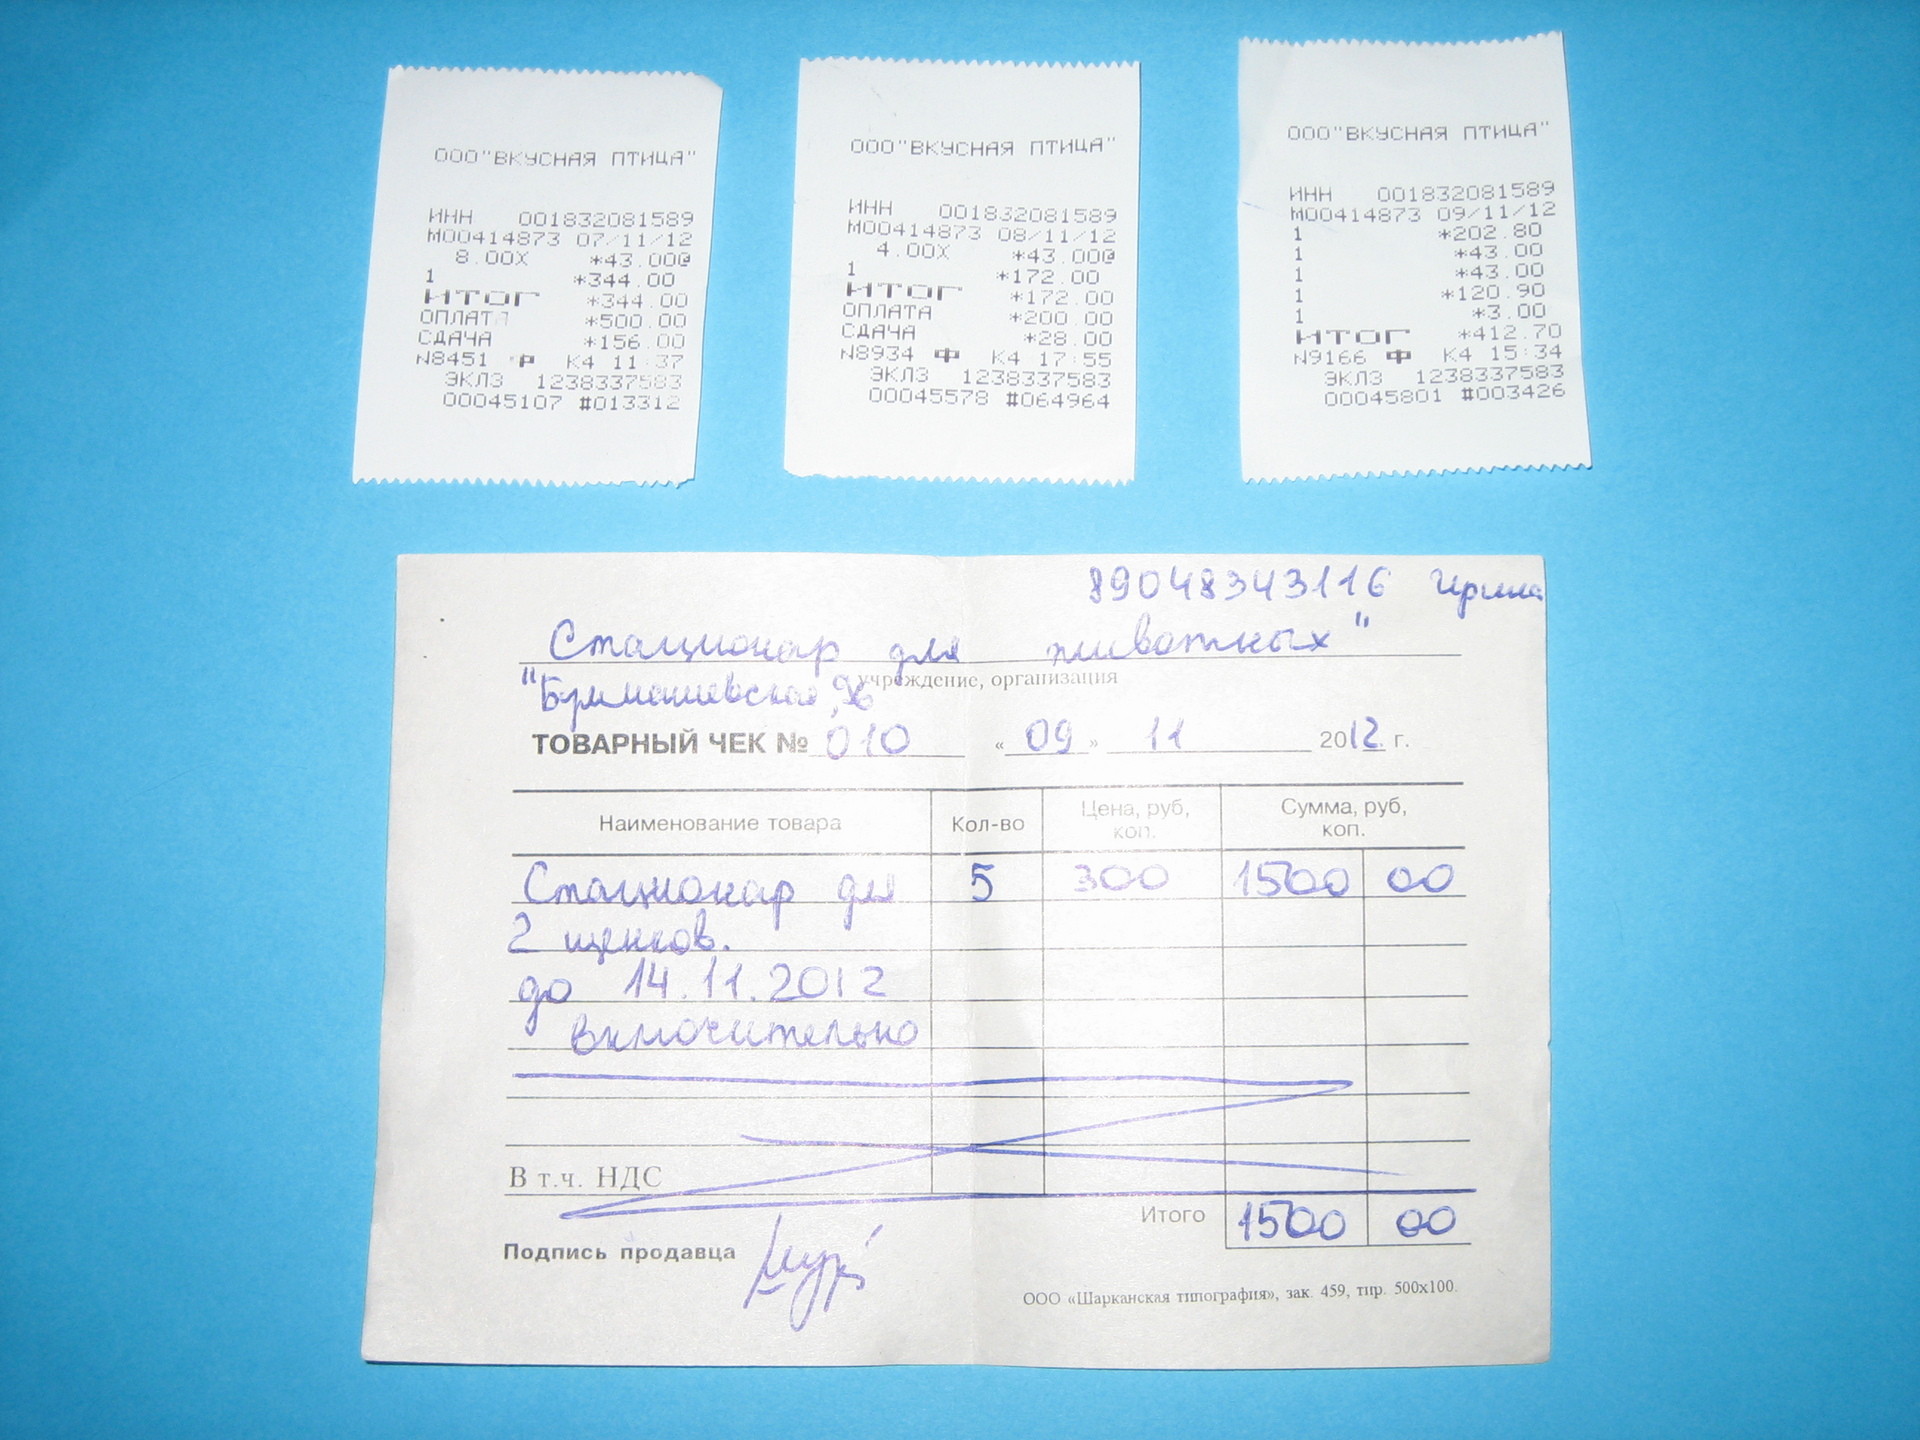 ООО"ВКУСНАЯ ПТИЦА"
ИНН 001832081589
М00414873 07/11/12
8.00X *43.00@
1 *344.00
ИТОГ *344.00
ОПЛАТА *500.00
СДАЧА *156.00
N8451 Ф К4 11:37
ЭКЛЗ 1238337583
00045107 #013312
ООО"ВКУСНАЯ ПТИЦА"
ИНН 001832081589
М00414873 08/11/12
4.00X *43.00@
1 *172.00
ИТОГ *172.00
ОПЛАТА *200.00
СДАЧА *28.00
N8934 Ф К4 17:55
ЭКЛЗ 1238337583
00045578 #064964
ООО"ВКУСНАЯ ПТИЦА"
ИНН 001832081589
М00414873 09/11/12
1 *202.80
1 *43.00
1 *43.00
1 *120.90
1 *3.00
ИТОГ *412.70
N9166 Ф К4 15:34
ЭКЛЗ 1238337583
00045801 #003426
89048343116 Ирина
Стационар для животных"
учреждение, организация
"Буммашевская, 96
ТОВАРНЫЙ ЧЕК № 010 «09» 11 2012 г.
Наименование товара Кол-во Цена, руб, коп. Сумма, руб, коп.
Стационар для 5 300 1500 00
2 щенков.
до 14.11.2012
включительно
В т.ч. НДС
Итого 1500 00
Подпись продавца
ООО «Шарканская типография», зак. 459, тир. 500х100.